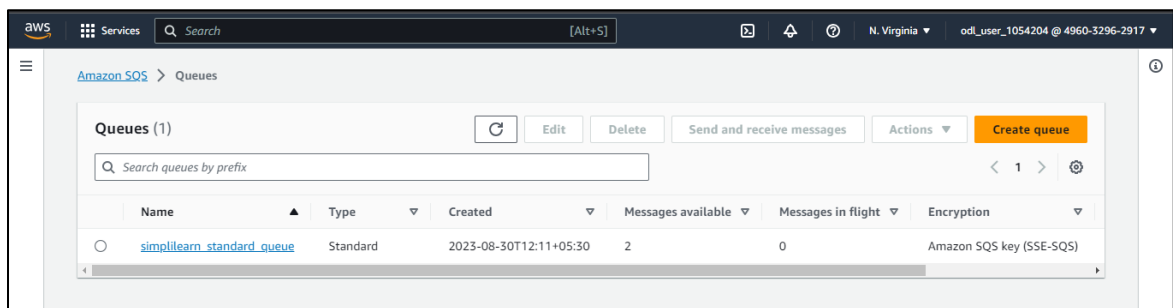 aws Services Search [Alt+S] N. Virginia ▼ odl_user_1054204 @ 4960-3296-2917 ▼
Amazon SQS > Queues
Queues (1) Edit Delete Send and receive messages Actions ▼ Create queue
Search queues by prefix < 1 >
Name Type Created Messages available Messages in flight Encryption
simplilearn_standard_queue Standard 2023-08-30T12:11+05:30 2 0 Amazon SQS key (SSE-SQS)